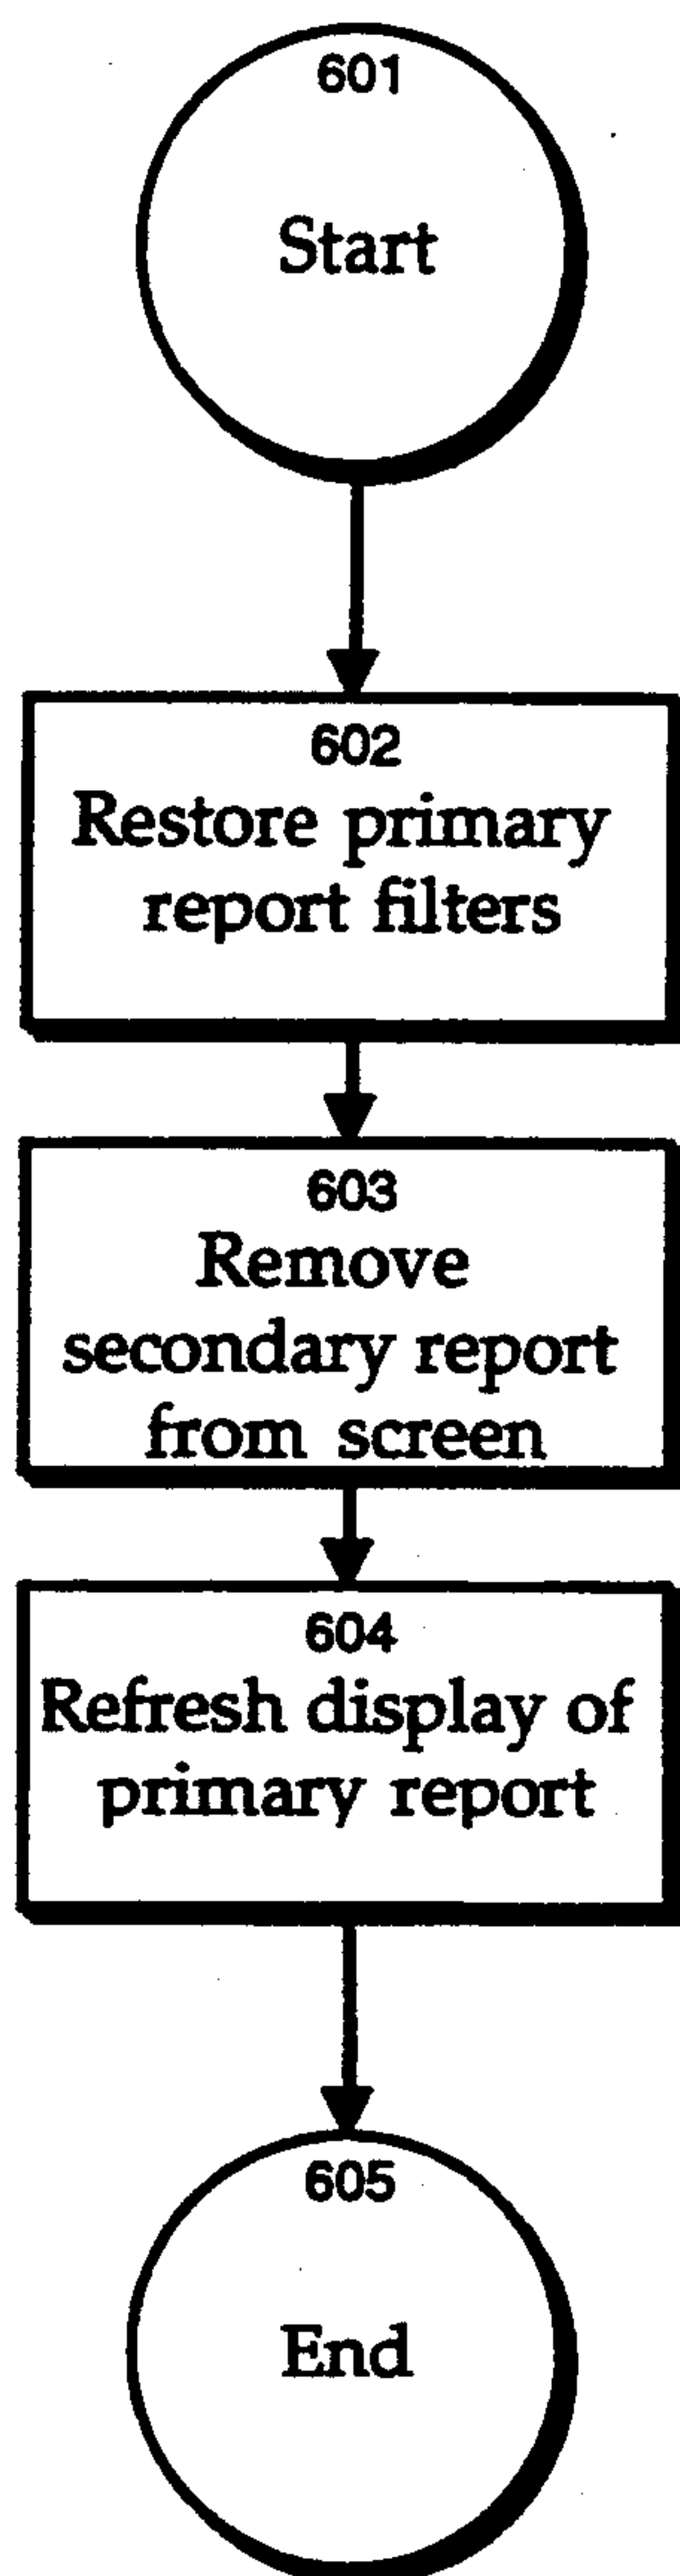 601
Start
602
Restore primary
report filters
603
Remove
secondary report
from screen
604
Refresh display of
primary report
605
End